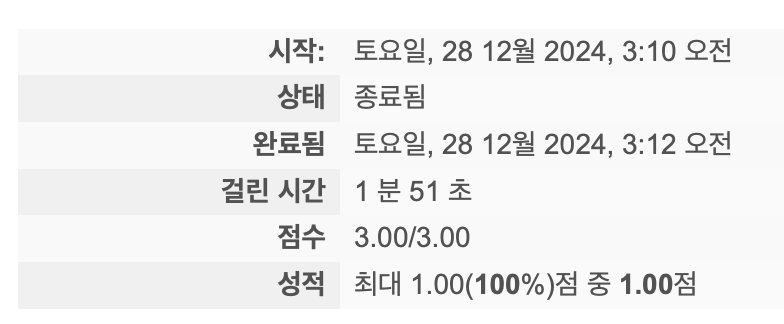 시작: 토요일, 28 12월 2024, 3:10 오전
상태 종료됨
완료됨 토요일, 28 12월 2024, 3:12 오전
걸린 시간 1 분 51 초
점수 3.00/3.00
성적 최대 1.00(100%)점 중 1.00점